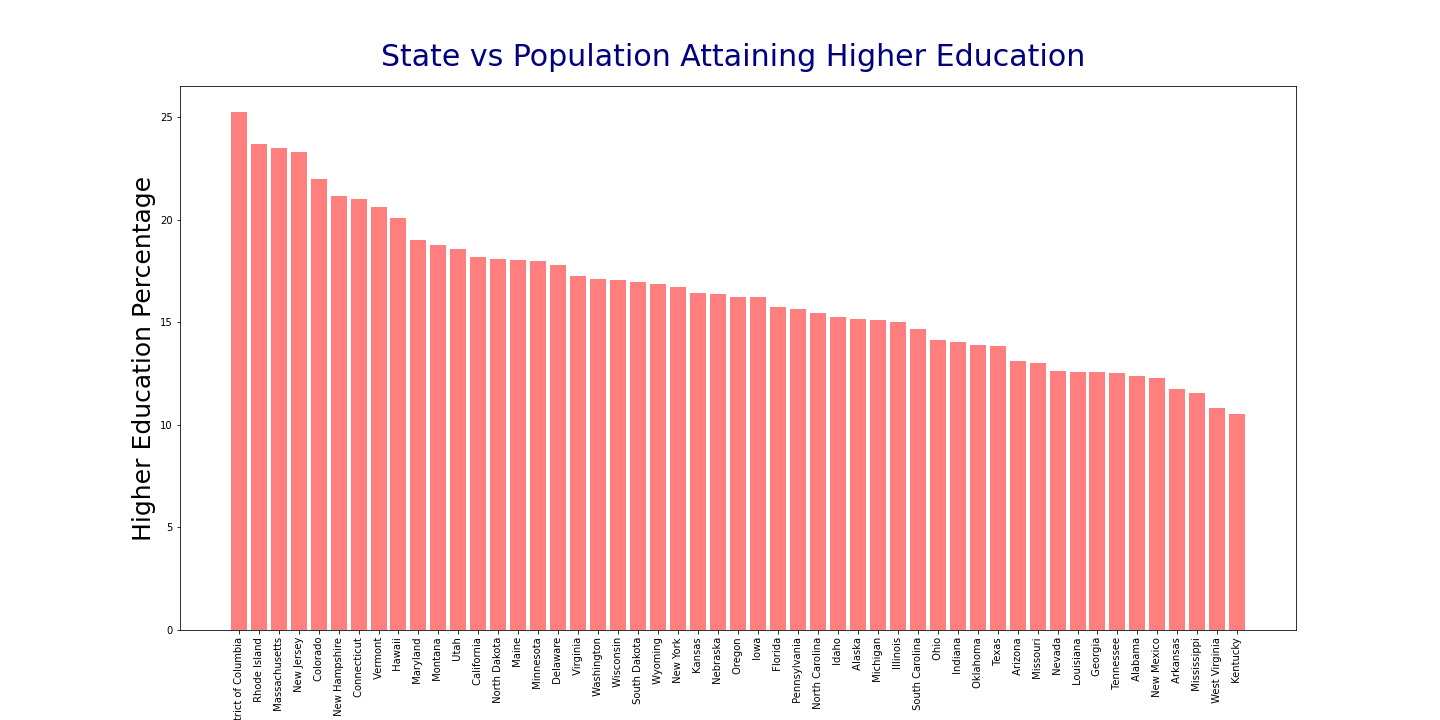 State vs Population Attaining Higher Education
Higher Education Percentage
25
20
15
10
5
0
trict of Columbia
Rhode Island
Massachusetts
New Jersey
Colorado
New Hampshire
Connecticut
Vermont
Hawaii
Maryland
Montana
Utah
California
North Dakota
Maine
Minnesota
Delaware
Virginia
Washington
Wisconsin
South Dakota
Wyoming
New York
Kansas
Nebraska
Oregon
Iowa
Florida
Pennsylvania
North Carolina
Idaho
Alaska
Michigan
Illinois
South Carolina
Ohio
Indiana
Oklahoma
Texas
Arizona
Missouri
Nevada
Louisiana
Georgia
Tennessee
Alabama
New Mexico
Arkansas
Mississippi
West Virginia
Kentucky